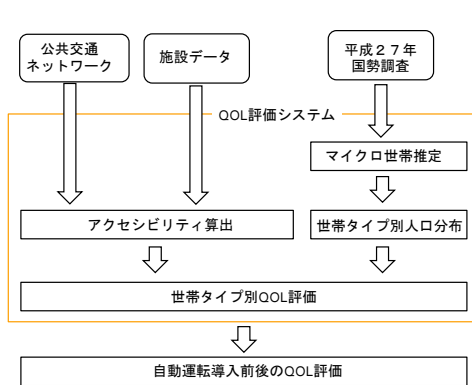 公共交通
ネットワーク
施設データ
平成２７年
国勢調査
QOL評価システム
マイクロ世帯推定
アクセシビリティ算出
世帯タイプ別人口分布
世帯タイプ別QOL評価
自動運転導入前後のQOL評価